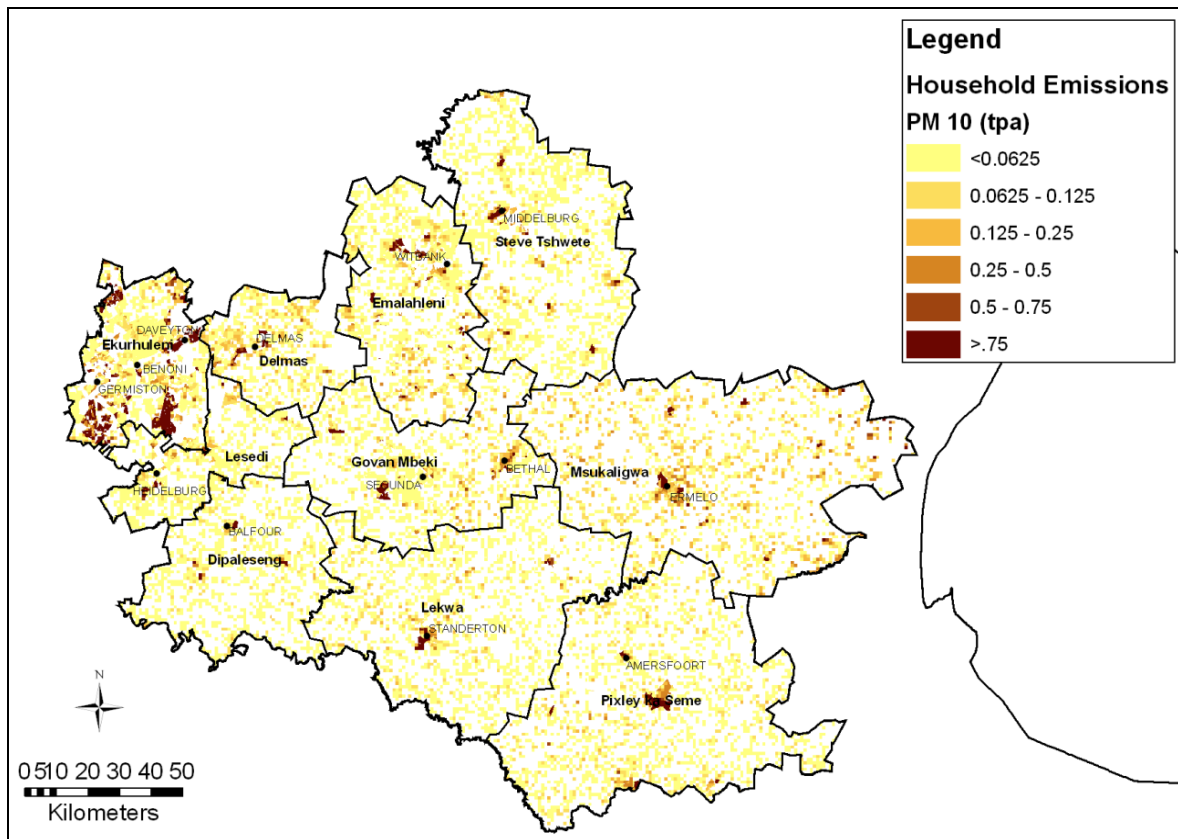 Legend
Household Emissions
PM 10 (tpa)
<0.0625
0.0625 - 0.125
0.125 - 0.25
0.25 - 0.5
0.5 - 0.75
>.75
MIDDELBURG
Steve Tshwete
WITBANK
Emalahleni
DAVEYTON
Ekurhuleni
DELMAS
Delmas
BENONI
GERMISTON
Lesedi
Govan Mbeki
BETHAL
Msukaligwa
SECUNDA
HEIDELBURG
ERMELO
BALFOUR
Dipaleseng
Lekwa
STANDERTON
AMERSFOORT
Pixley ka Seme
N
0 5 10 20 30 40 50
Kilometers